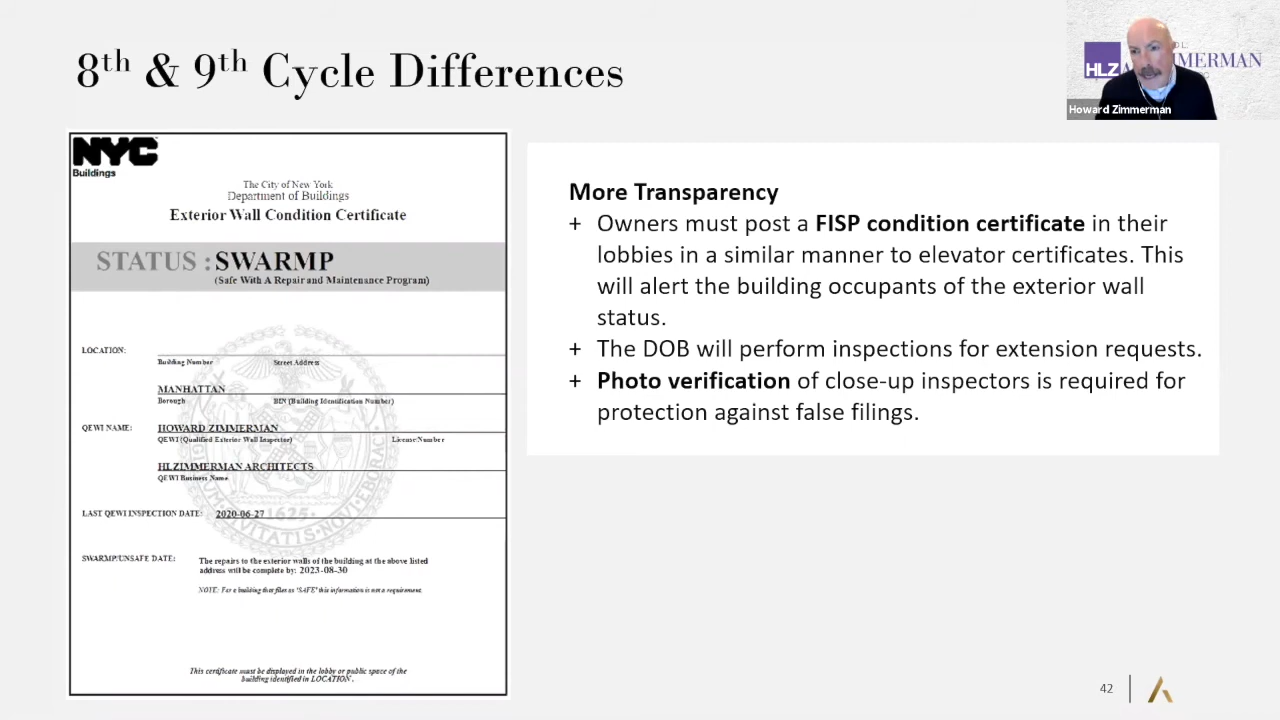 8th & 9th Cycle Differences
HLZ
MERMAN
Howard Zimmerman
NYC
Buildings
The City of New York
Department of Buildings
Exterior Wall Condition Certificate
STATUS : SWARMP
(Safe With A Repair and Maintenance Program)
LOCATION:
Building Number Street Address
MANHATTAN
Borough BIN (Building Identification Number)
QEWI NAME: HOWARD ZIMMERMAN
QEWI (Qualified Exterior Wall Inspector) License Number
HLZIMMERMAN ARCHITECTS
QEWI Business Name
LAST QEWI INSPECTION DATE: 2020-06-27
1625
SWARMP/UNSAFE DATE: The repairs to the exterior walls of the building at the above listed
address will be complete by: 2023-08-30
NOTE: For a building that files as 'SAFE' this information is not a requirement.
This certificate must be displayed in the lobby or public space of the
building identified in LOCATION.
More Transparency
+ Owners must post a FISP condition certificate in their
lobbies in a similar manner to elevator certificates. This
will alert the building occupants of the exterior wall
status.
+ The DOB will perform inspections for extension requests.
+ Photo verification of close-up inspectors is required for
protection against false filings.
42